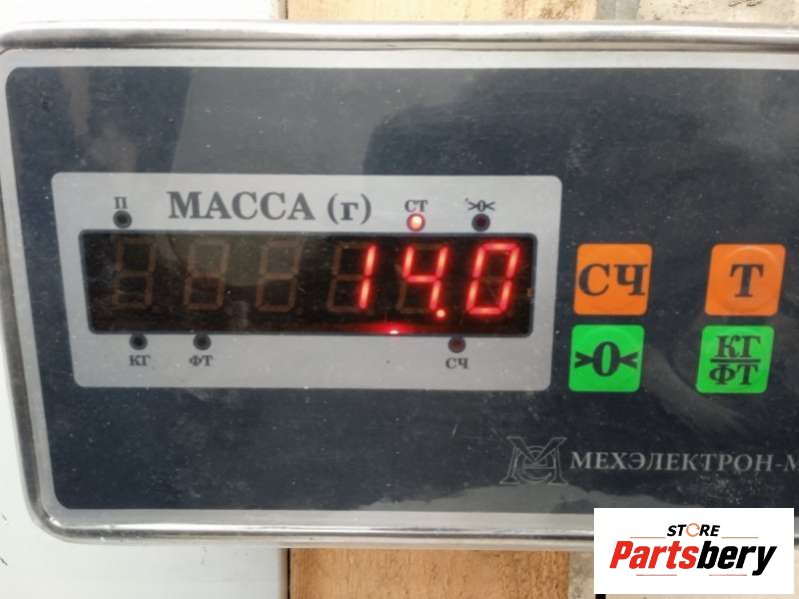 П МАССА (г) СТ >0<
14.0
КГ ФТ СЧ
СЧ Т
>0< КГ
ФТ
МЕХЭЛЕКТРОН-М
STORE
Partsbery